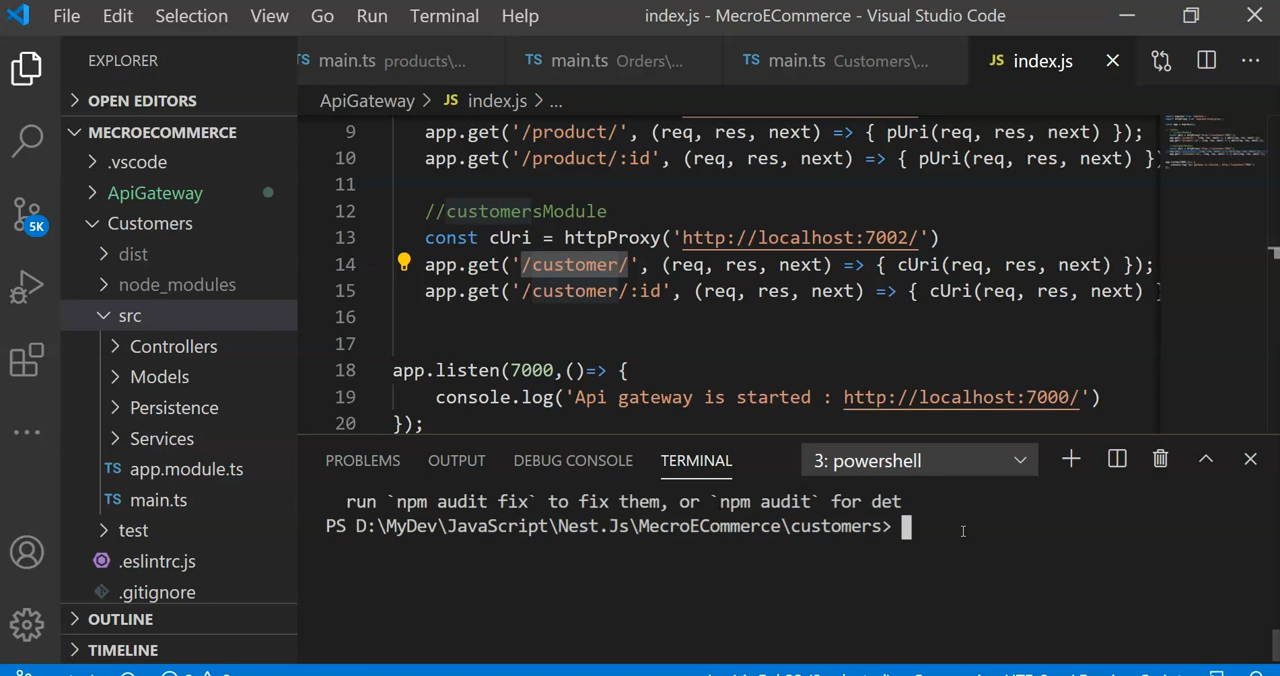 File Edit Selection View Go Run Terminal Help index.js - MecroECommerce - Visual Studio Code
EXPLORER
TS main.ts products\... TS main.ts Orders\... TS main.ts Customers\... JS index.js
OPEN EDITORS
ApiGateway > JS index.js > ...
MECROECOMMERCE
.vscode
ApiGateway
Customers
dist
node_modules
src
Controllers
Models
Persistence
Services
TS app.module.ts
TS main.ts
test
.eslintrc.js
.gitignore
OUTLINE
TIMELINE
5K
9 app.get('/product/', (req, res, next) => { pUri(req, res, next) });
10 app.get('/product/:id', (req, res, next) => { pUri(req, res, next) }
11
12 //customersModule
13 const cUri = httpProxy('http://localhost:7002/')
14 app.get('/customer/', (req, res, next) => { cUri(req, res, next) });
15 app.get('/customer/:id', (req, res, next) => { cUri(req, res, next)
16
17
18 app.listen(7000,()=> {
19 console.log('Api gateway is started : http://localhost:7000/')
20 });
PROBLEMS OUTPUT DEBUG CONSOLE TERMINAL 3: powershell
run `npm audit fix` to fix them, or `npm audit` for det
PS D:\MyDev\JavaScript\Nest.Js\MecroECommerce\customers>